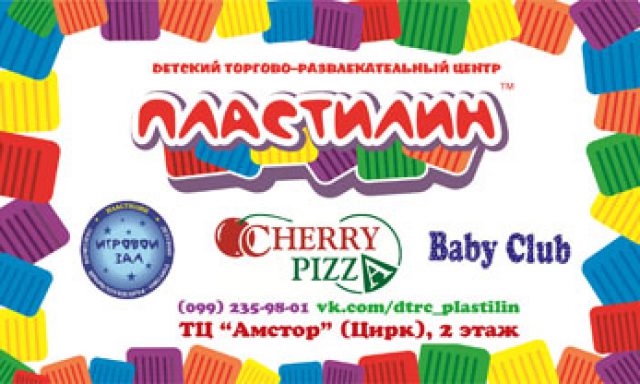 ДЕТСКИЙ ТОРГОВО-РАЗВЛЕКАТЕЛЬНЫЙ ЦЕНТР
ПЛАСТИЛИН™
ПЛАСТИЛИН
ИГРОВОЙ
ЗАЛ
CHERRY
PIZZA
Baby Club
(099) 235-98-01 vk.com/dtrc_plastilin
ТЦ “Амстор” (Цирк), 2 этаж